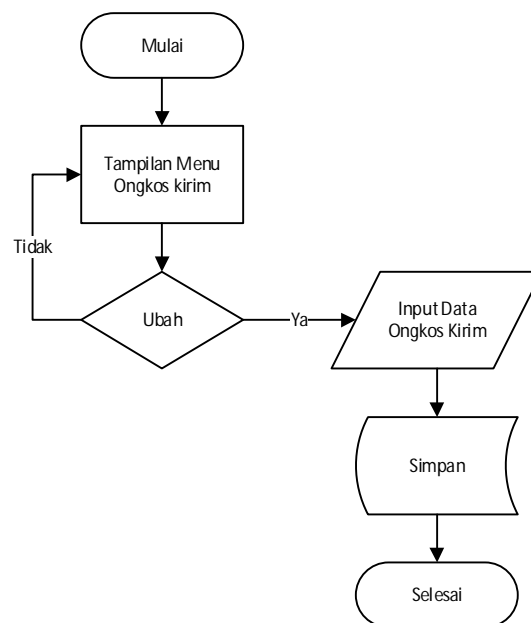 Mulai
Tampilan Menu
Ongkos kirim
Tidak
Ubah
Ya
Input Data
Ongkos Kirim
Simpan
Selesai